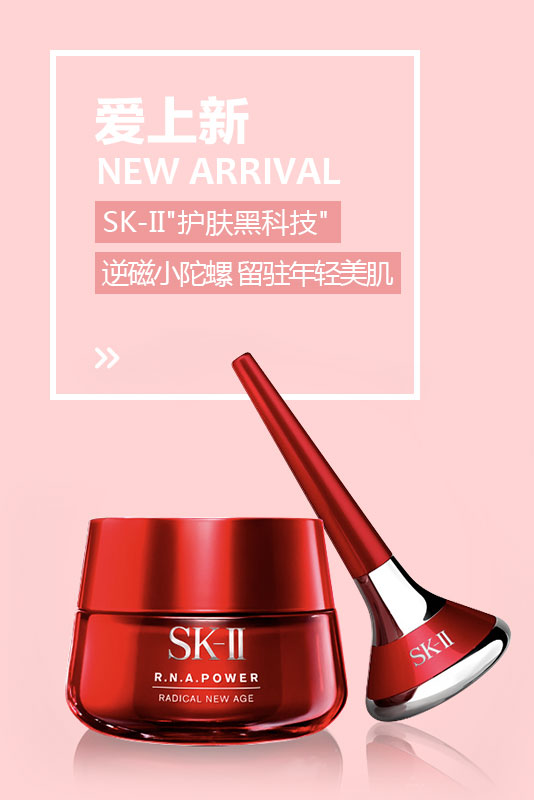 爱上新
NEW ARRIVAL
SK-II"护肤黑科技"
逆磁小陀螺 留驻年轻美肌
SK-II
R.N.A.POWER
RADICAL NEW AGE
SK-II